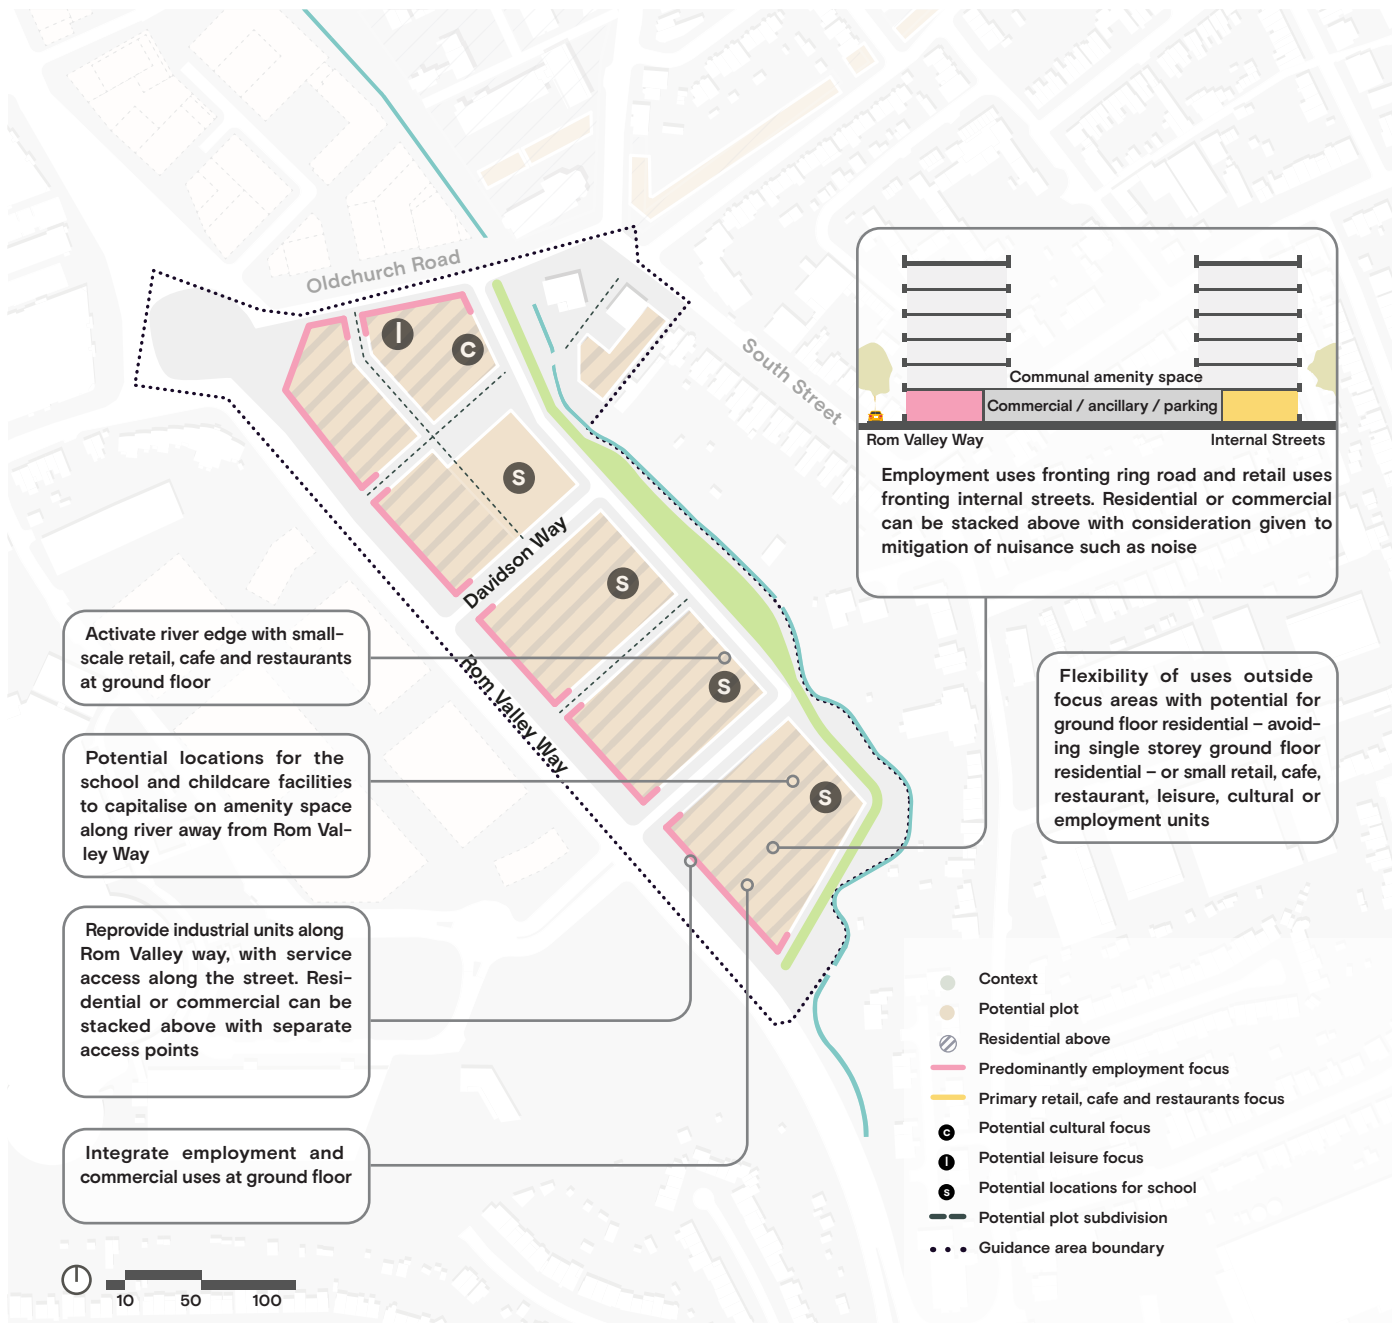 Oldchurch Road
South Street
I
C
S
Davidson Way
S
S
Rom Valley Way
S
Activate river edge with small-
scale retail, cafe and restaurants
at ground floor
Potential locations for the
school and childcare facilities
to capitalise on amenity space
along river away from Rom Val-
ley Way
Reprovide industrial units along
Rom Valley way, with service
access along the street. Resi-
dential or commercial can be
stacked above with separate
access points
Integrate employment and
commercial uses at ground floor
Communal amenity space
Commercial / ancillary / parking
Rom Valley Way
Internal Streets
Employment uses fronting ring road and retail uses
fronting internal streets. Residential or commercial
can be stacked above with consideration given to
mitigation of nuisance such as noise
Flexibility of uses outside
focus areas with potential for
ground floor residential – avoid-
ing single storey ground floor
residential – or small retail, cafe,
restaurant, leisure, cultural or
employment units
Context
Potential plot
Residential above
Predominantly employment focus
Primary retail, cafe and restaurants focus
C Potential cultural focus
I Potential leisure focus
S Potential locations for school
Potential plot subdivision
Guidance area boundary
10 50 100